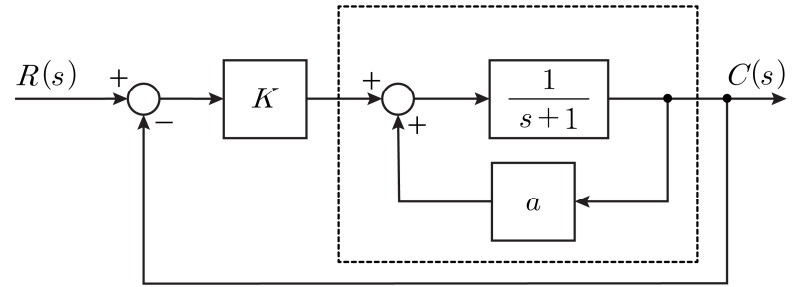 R(s)
+
−
K
+
+
1
s+1
a
C(s)